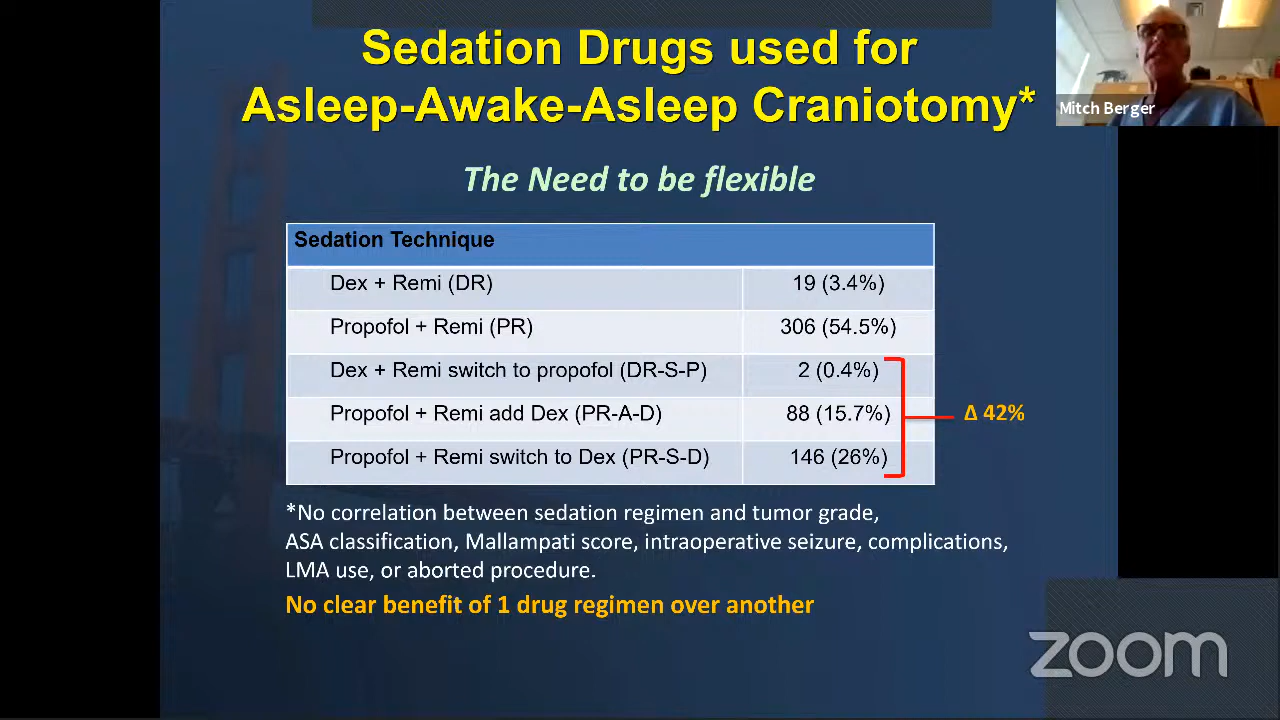 Sedation Drugs used for
Asleep-Awake-Asleep Craniotomy*
Mitch Berger
The Need to be flexible
Sedation Technique
Dex + Remi (DR) 19 (3.4%)
Propofol + Remi (PR) 306 (54.5%)
Dex + Remi switch to propofol (DR-S-P) 2 (0.4%)
Propofol + Remi add Dex (PR-A-D) 88 (15.7%)
Δ 42%
Propofol + Remi switch to Dex (PR-S-D) 146 (26%)
*No correlation between sedation regimen and tumor grade,
ASA classification, Mallampati score, intraoperative seizure, complications,
LMA use, or aborted procedure.
No clear benefit of 1 drug regimen over another
zoom